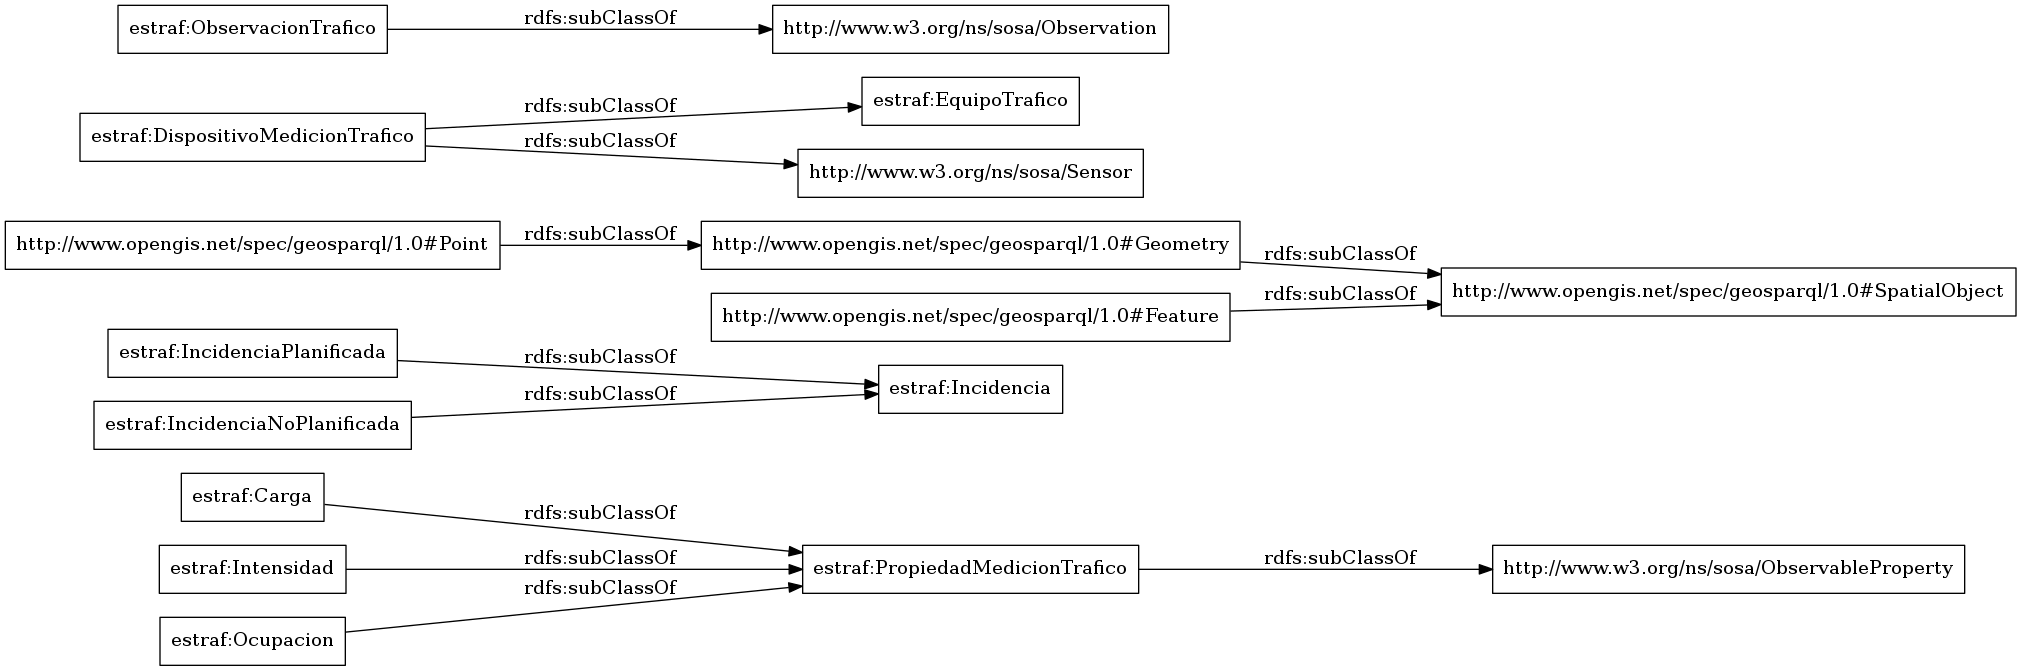 estraf:ObservacionTrafico
rdfs:subClassOf
http://www.w3.org/ns/sosa/Observation
estraf:DispositivoMedicionTrafico
rdfs:subClassOf
estraf:EquipoTrafico
rdfs:subClassOf
http://www.w3.org/ns/sosa/Sensor
http://www.opengis.net/spec/geosparql/1.0#Point
rdfs:subClassOf
http://www.opengis.net/spec/geosparql/1.0#Geometry
rdfs:subClassOf
http://www.opengis.net/spec/geosparql/1.0#Feature
rdfs:subClassOf
http://www.opengis.net/spec/geosparql/1.0#SpatialObject
estraf:IncidenciaPlanificada
rdfs:subClassOf
estraf:IncidenciaNoPlanificada
rdfs:subClassOf
estraf:Incidencia
estraf:Carga
rdfs:subClassOf
estraf:Intensidad
rdfs:subClassOf
estraf:Ocupacion
rdfs:subClassOf
estraf:PropiedadMedicionTrafico
rdfs:subClassOf
http://www.w3.org/ns/sosa/ObservableProperty